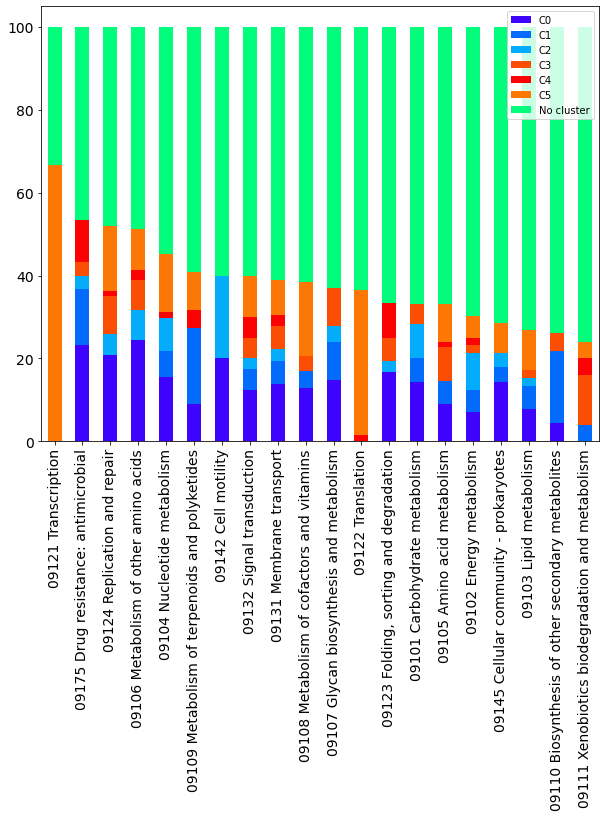 100
80
60
40
20
0
C0
C1
C2
C3
C4
C5
No cluster
09121 Transcription
09175 Drug resistance: antimicrobial
09124 Replication and repair
09106 Metabolism of other amino acids
09104 Nucleotide metabolism
09109 Metabolism of terpenoids and polyketides
09142 Cell motility
09132 Signal transduction
09131 Membrane transport
09108 Metabolism of cofactors and vitamins
09107 Glycan biosynthesis and metabolism
09122 Translation
09123 Folding, sorting and degradation
09101 Carbohydrate metabolism
09105 Amino acid metabolism
09102 Energy metabolism
09145 Cellular community - prokaryotes
09103 Lipid metabolism
09110 Biosynthesis of other secondary metabolites
09111 Xenobiotics biodegradation and metabolism